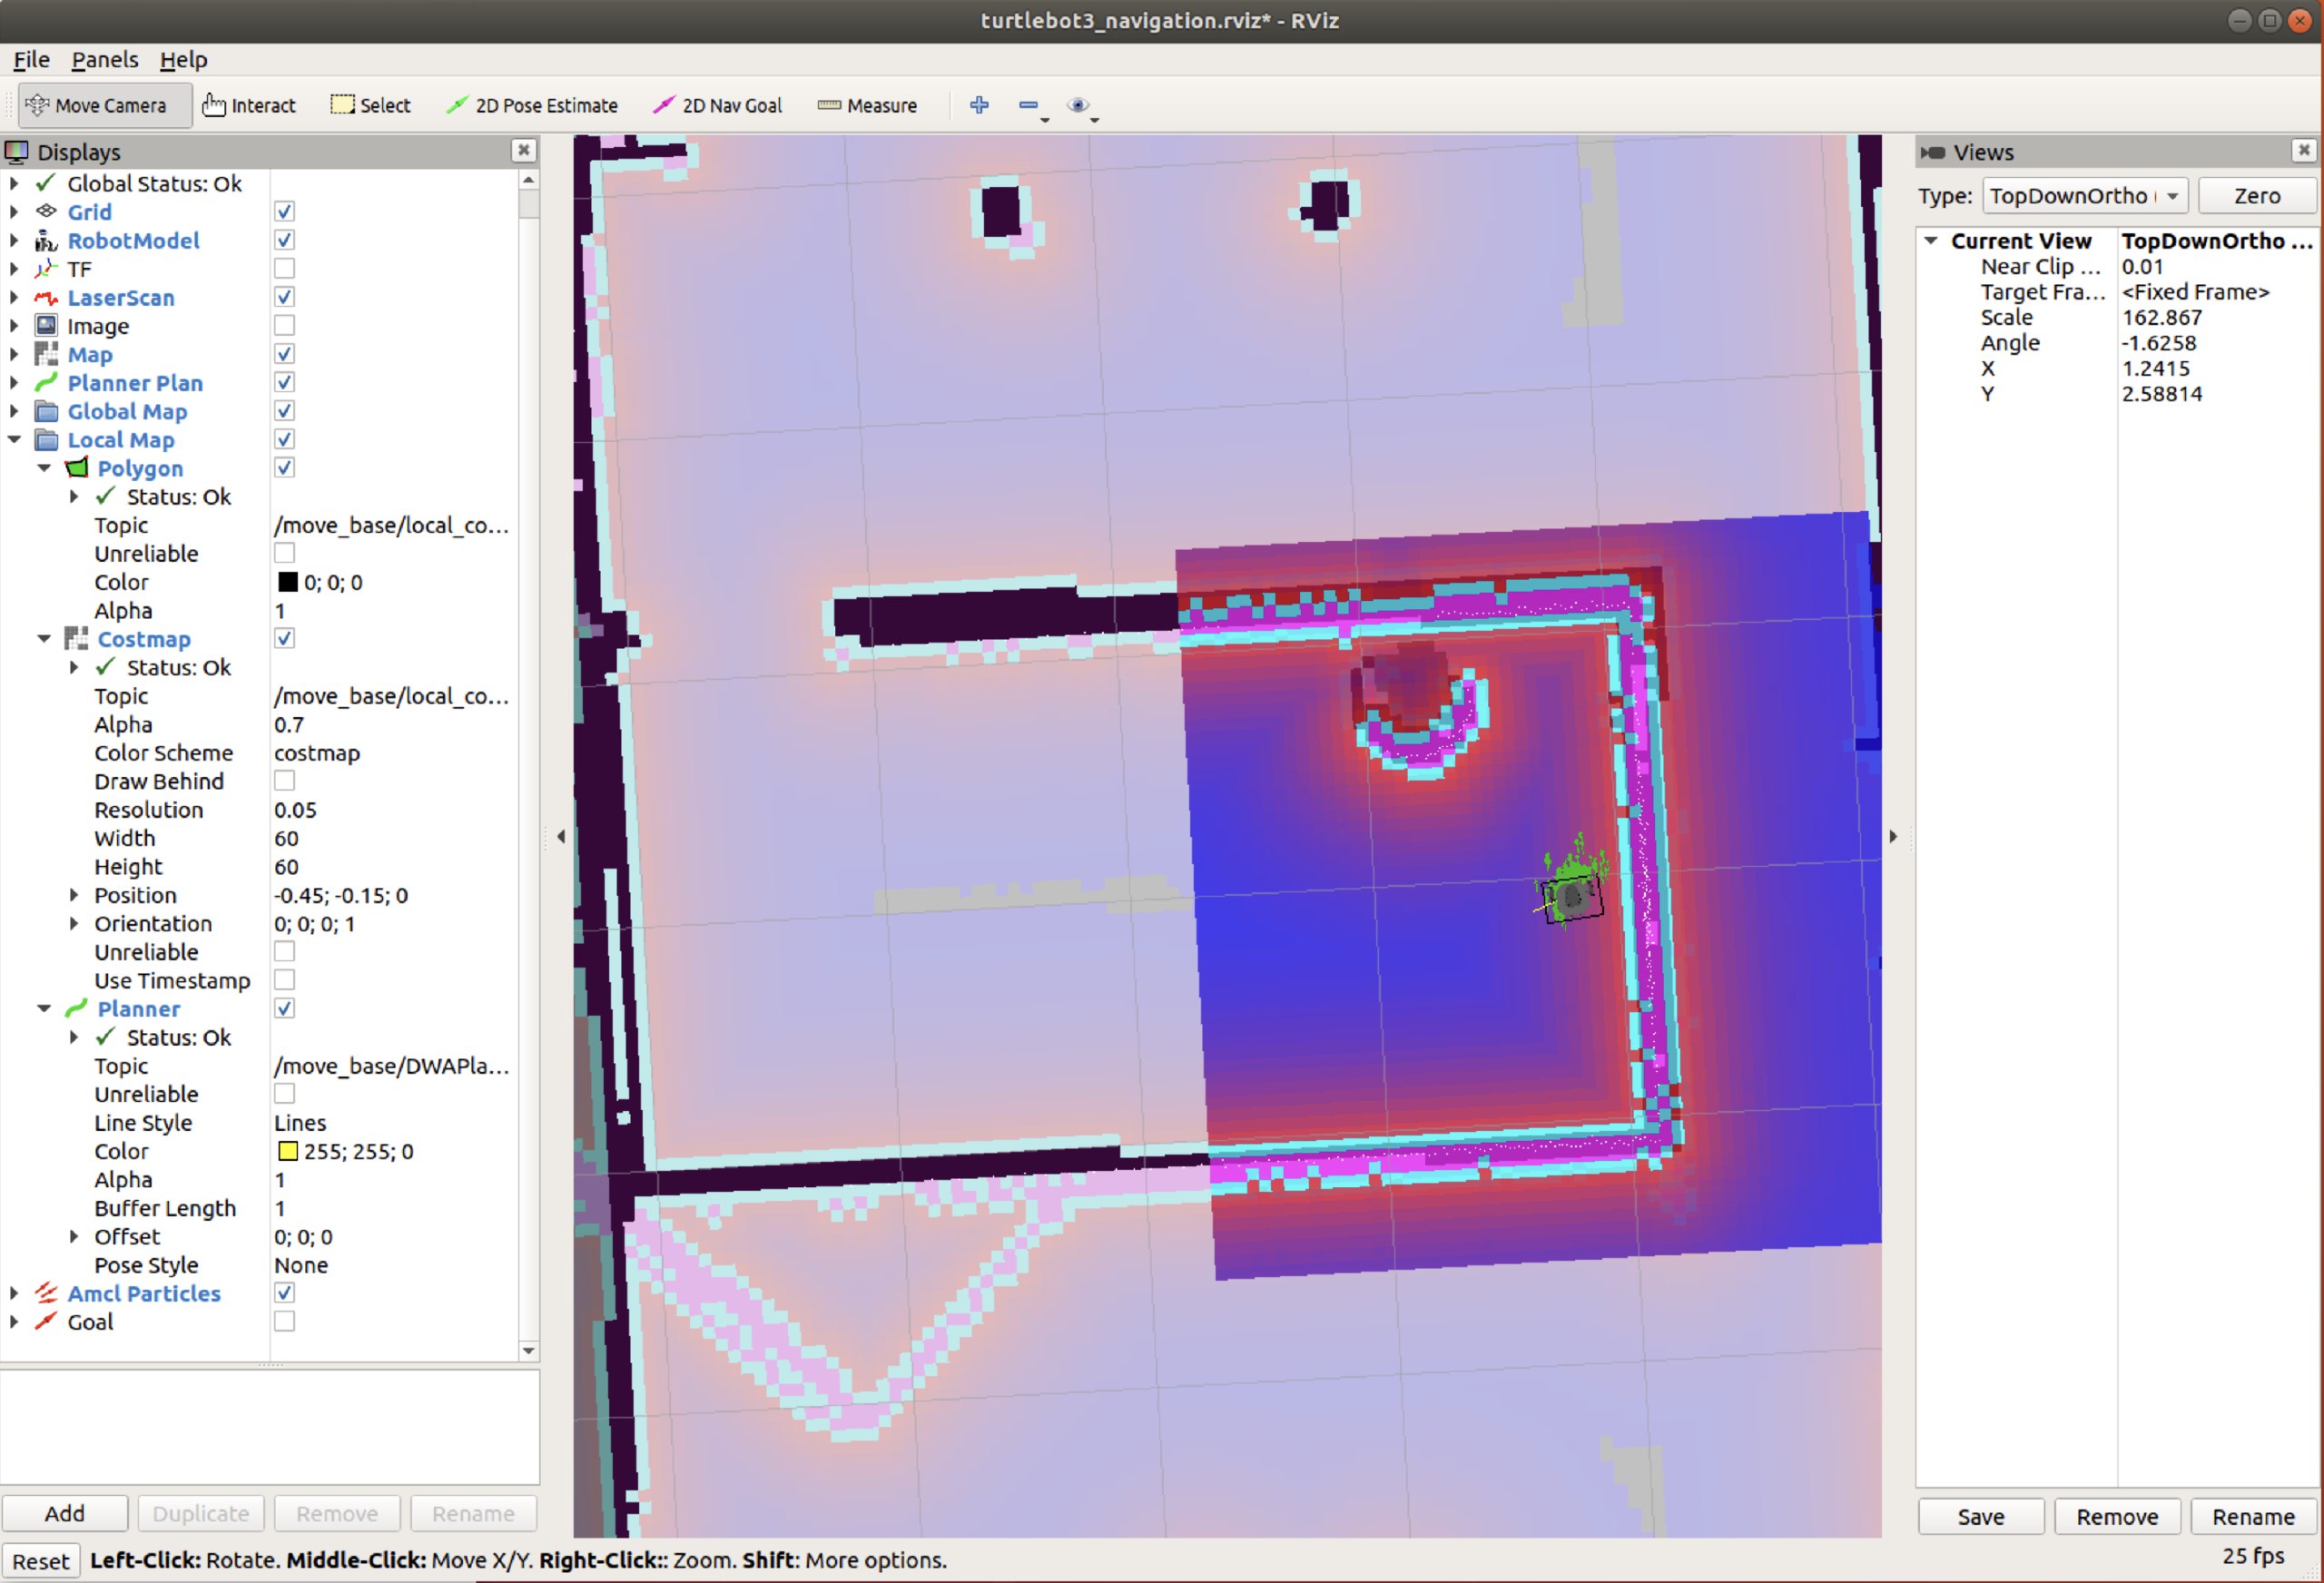 turtlebot3_navigation.rviz* - RViz
File Panels Help
Move Camera Interact Select 2D Pose Estimate 2D Nav Goal Measure
Displays
Global Status: Ok
Grid
RobotModel
TF
LaserScan
Image
Map
Planner Plan
Global Map
Local Map
Polygon
Status: Ok
Topic /move_base/local_co...
Unreliable
Color 0; 0; 0
Alpha 1
Costmap
Status: Ok
Topic /move_base/local_co...
Alpha 0.7
Color Scheme costmap
Draw Behind
Resolution 0.05
Width 60
Height 60
Position -0.45; -0.15; 0
Orientation 0; 0; 0; 1
Unreliable
Use Timestamp
Planner
Status: Ok
Topic /move_base/DWAPla...
Unreliable
Line Style Lines
Color 255; 255; 0
Alpha 1
Buffer Length 1
Offset 0; 0; 0
Pose Style None
Amcl Particles
Goal
Add Duplicate Remove Rename
Views
Type: TopDownOrtho Zero
Current View TopDownOrtho ...
Near Clip ... 0.01
Target Fra... <Fixed Frame>
Scale 162.867
Angle -1.6258
X 1.2415
Y 2.58814
Save Remove Rename
Reset Left-Click: Rotate. Middle-Click: Move X/Y. Right-Click:: Zoom. Shift: More options. 25 fps